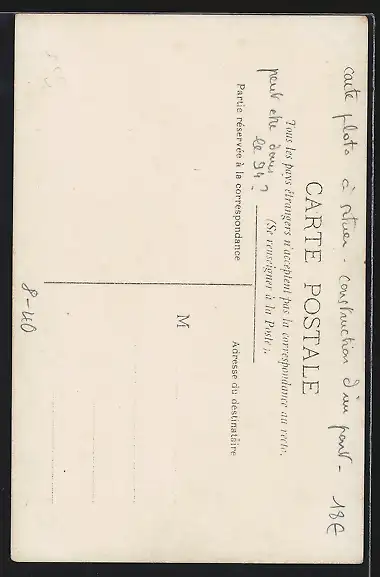 carte photo à situer - construction d'un pont - 18€
CARTE POSTALE
Tous les pays étrangers n'acceptent pas la correspondance au recto.
(Se renseigner à la Poste).
peut être dans
le 94 ?
Partie réservée à la correspondance
Adresse du destinataire
M
8-40